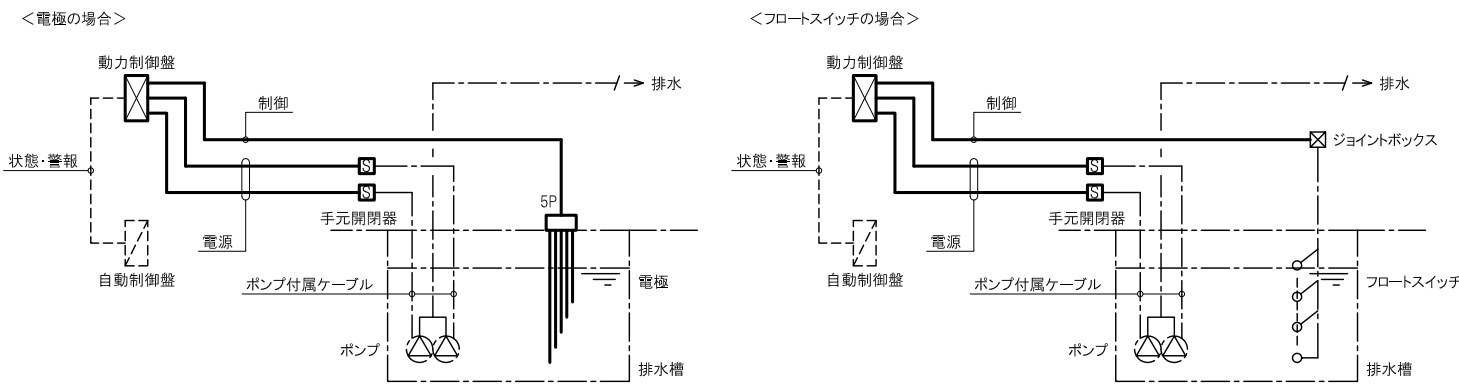 ＜電極の場合＞
動力制御盤
排水
制御
状態・警報
S
S
5P
手元開閉器
電源
自動制御盤
ポンプ付属ケーブル
電極
ポンプ
排水槽
＜フロートスイッチの場合＞
動力制御盤
排水
制御
ジョイントボックス
状態・警報
S
S
手元開閉器
電源
自動制御盤
ポンプ付属ケーブル
フロートスイッチ
ポンプ
排水槽